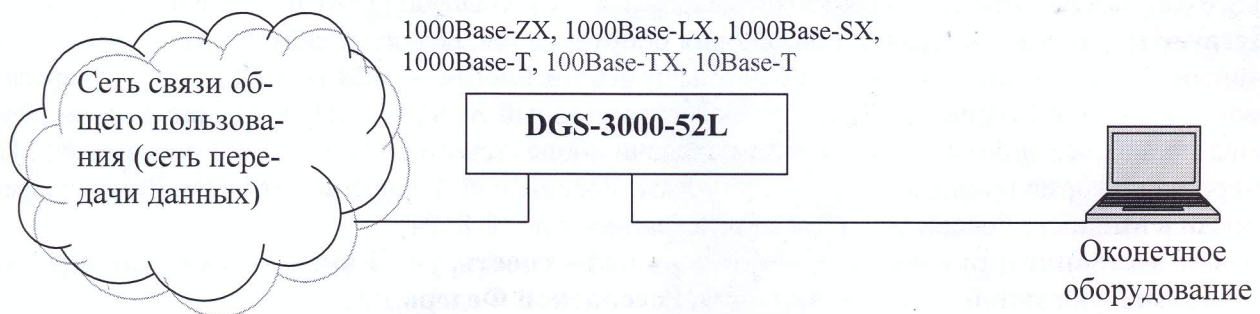 1000Base-ZX, 1000Base-LX, 1000Base-SX,
1000Base-T, 100Base-TX, 10Base-T
Сеть связи об-
щего пользова-
ния (сеть пере-
дачи данных)
DGS-3000-52L
Оконечное
оборудование